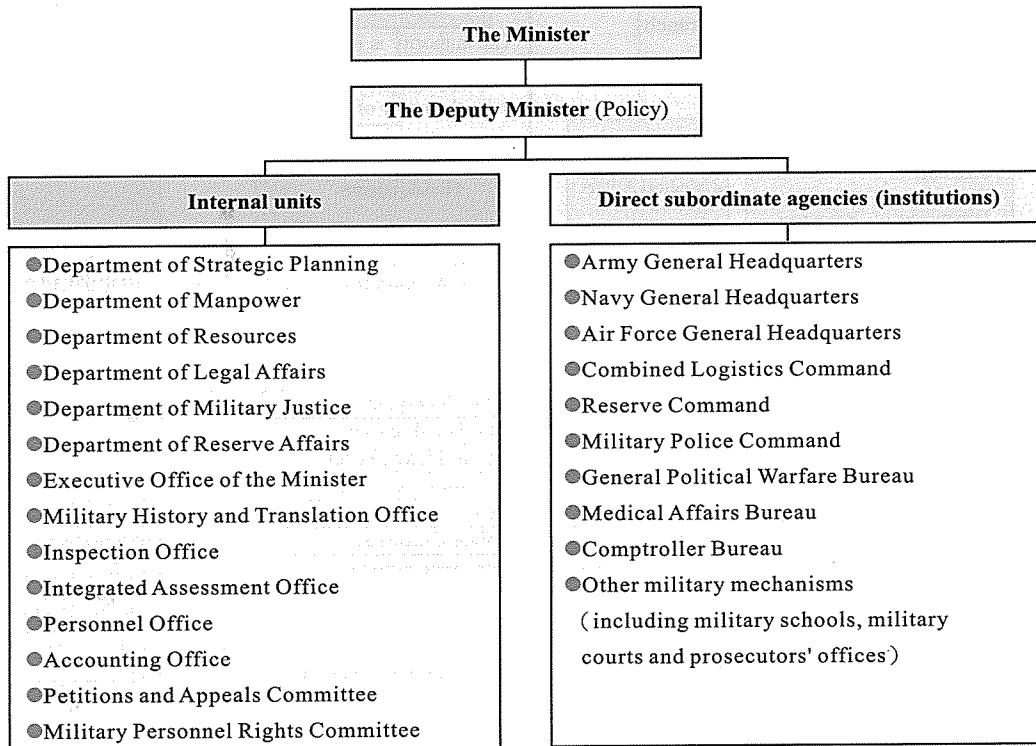 The Minister
The Deputy Minister (Policy)
Internal units
●Department of Strategic Planning
●Department of Manpower
●Department of Resources
●Department of Legal Affairs
●Department of Military Justice
●Department of Reserve Affairs
●Executive Office of the Minister
●Military History and Translation Office
●Inspection Office
●Integrated Assessment Office
●Personnel Office
●Accounting Office
●Petitions and Appeals Committee
●Military Personnel Rights Committee
Direct subordinate agencies (institutions)
●Army General Headquarters
●Navy General Headquarters
●Air Force General Headquarters
●Combined Logistics Command
●Reserve Command
●Military Police Command
●General Political Warfare Bureau
●Medical Affairs Bureau
●Comptroller Bureau
●Other military mechanisms
(including military schools, military
courts and prosecutors' offices)